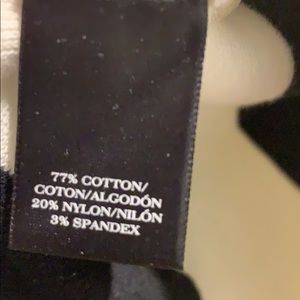 77% COTTON/
COTON/ALGODÓN
20% NYLON/NILÓN
3% SPANDEX